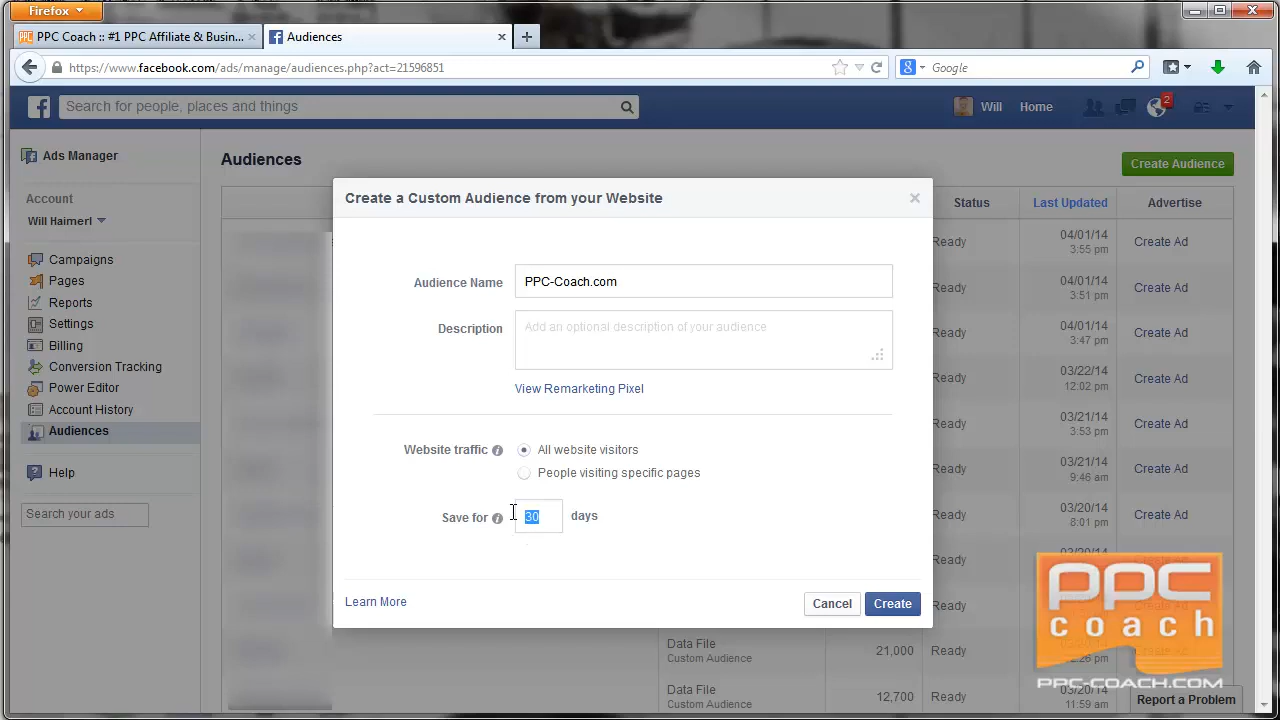 Firefox
PPC Coach :: #1 PPC Affiliate & Busin...
Audiences
https://www.facebook.com/ads/manage/audiences.php?act=21596851
Google
Search for people, places and things
Will
Home
2
Ads Manager
Account
Will Haimerl
Campaigns
Pages
Reports
Settings
Billing
Conversion Tracking
Power Editor
Account History
Audiences
Help
Search your ads
Audiences
Create Audience
Status
Last Updated
Advertise
Ready
04/01/14
3:55 pm
Create Ad
Ready
04/01/14
3:51 pm
Create Ad
Ready
04/01/14
3:47 pm
Create Ad
Ready
03/22/14
12:02 pm
Create Ad
Ready
03/21/14
3:53 pm
Create Ad
Ready
03/21/14
9:46 am
Create Ad
Ready
03/20/14
8:01 pm
Create Ad
Ready
Ready
Ready
Data File
Custom Audience
21,000
Data File
Custom Audience
12,700
Ready
03/20/14
11:59 am
Create a Custom Audience from your Website
Audience Name
PPC-Coach.com
Description
Add an optional description of your audience
View Remarketing Pixel
Website traffic
All website visitors
People visiting specific pages
Save for
30
days
Learn More
Cancel
Create
ppc
coach
PPC-COACH.COM
Report a Problem